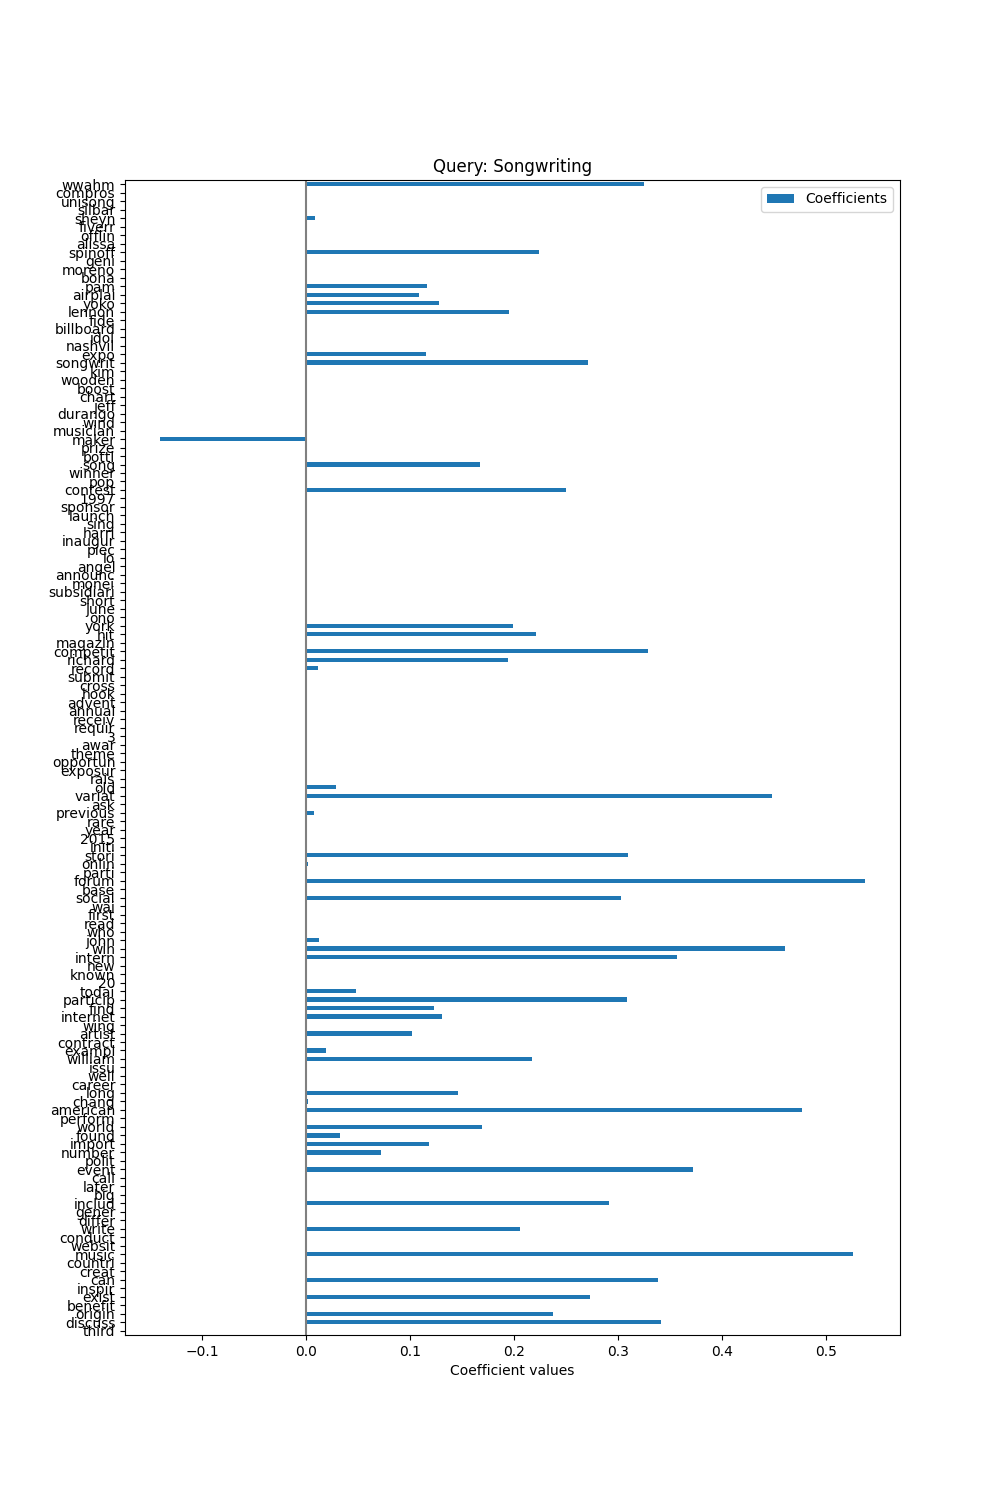 Query: Songwriting
Coefficients
wwahm
compros
unisong
silbar
sheyn
fiverr
offlin
alissa
spinoff
geni
moreno
bona
pam
airplai
yoko
lennon
fide
billboard
idol
nashvil
expo
songwrit
kim
wooden
boost
chart
jeff
durango
wind
musician
maker
prize
bottl
song
winner
pop
contest
1997
sponsor
launch
sing
harri
inaugur
piec
lo
angel
announc
monei
subsidiari
short
june
ono
york
hit
magazin
competit
richard
record
submit
cross
hook
advent
annual
receiv
requir
3
awar
theme
opportun
exposur
rais
old
variat
ask
previous
rare
year
2015
initi
stori
onlin
parti
forum
base
social
wai
first
read
who
john
win
intern
new
known
20
todai
particip
find
internet
wing
artist
contract
exampl
william
issu
well
career
long
chang
american
perform
world
found
import
number
polit
event
call
later
big
includ
gener
differ
write
conduct
websit
music
countri
creat
can
inspir
exist
benefit
origin
discuss
third
−0.1 0.0 0.1 0.2 0.3 0.4 0.5
Coefficient values